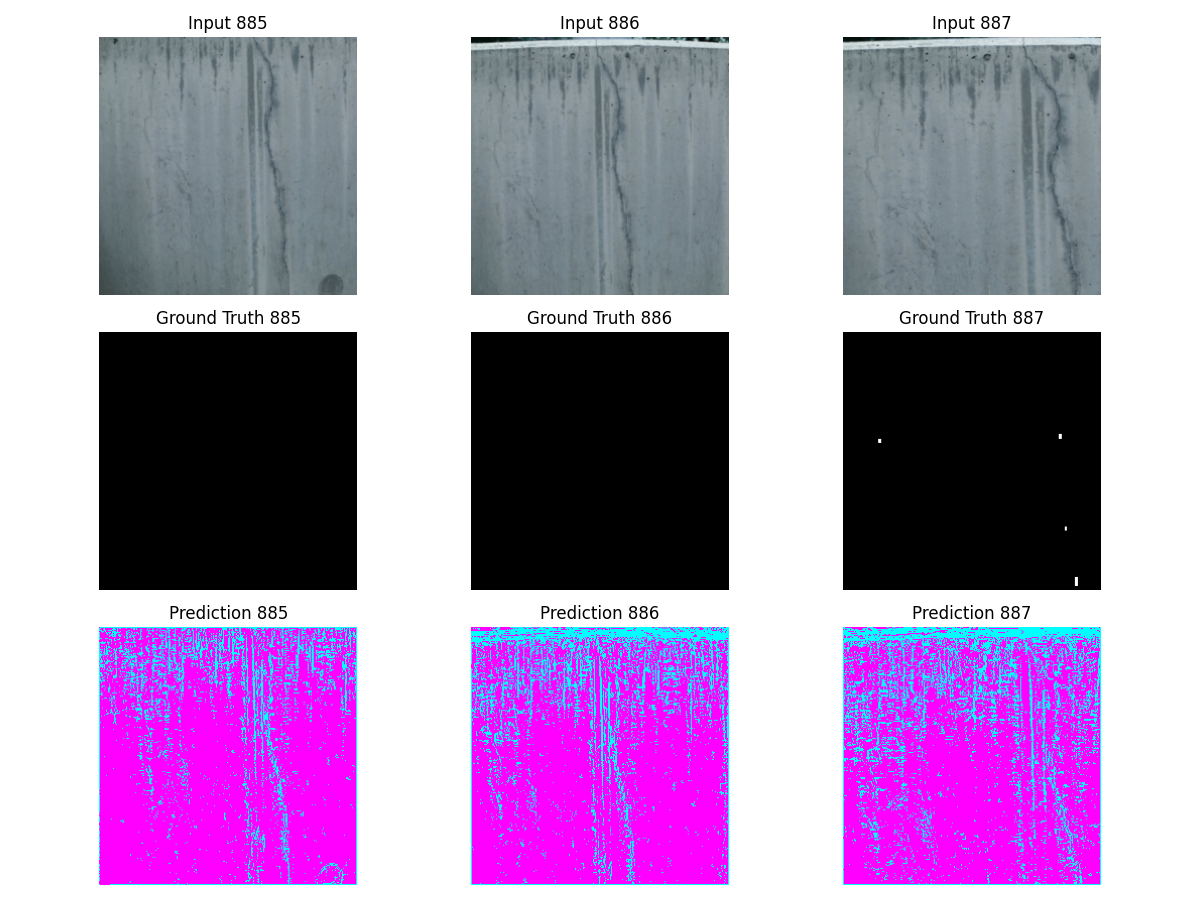 Input 885
Input 886
Input 887
Ground Truth 885
Ground Truth 886
Ground Truth 887
Prediction 885
Prediction 886
Prediction 887